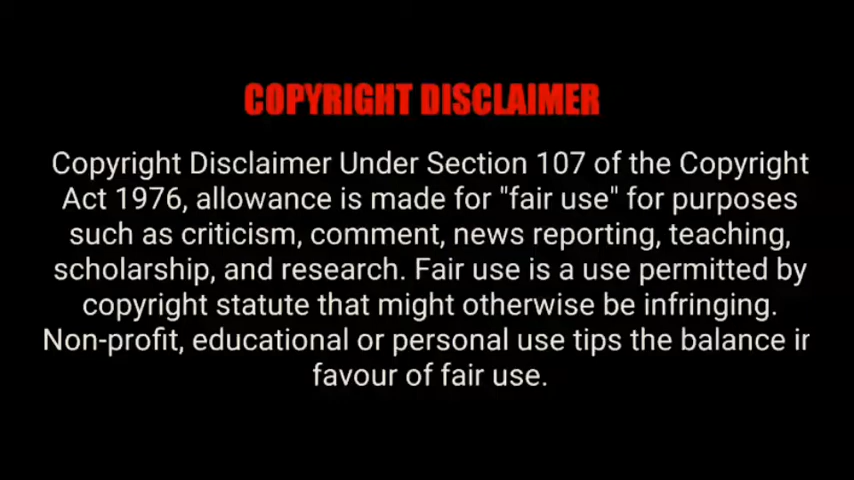 COPYRIGHT DISCLAIMER
Copyright Disclaimer Under Section 107 of the Copyright
Act 1976, allowance is made for "fair use" for purposes
such as criticism, comment, news reporting, teaching,
scholarship, and research. Fair use is a use permitted by
copyright statute that might otherwise be infringing.
Non-profit, educational or personal use tips the balance in
favour of fair use.